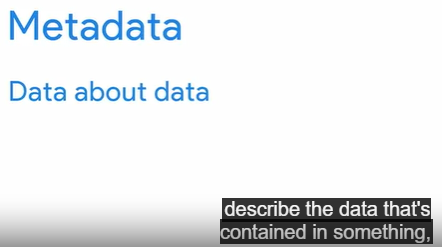 Metadata
Data about data
describe the data that's
contained in something,